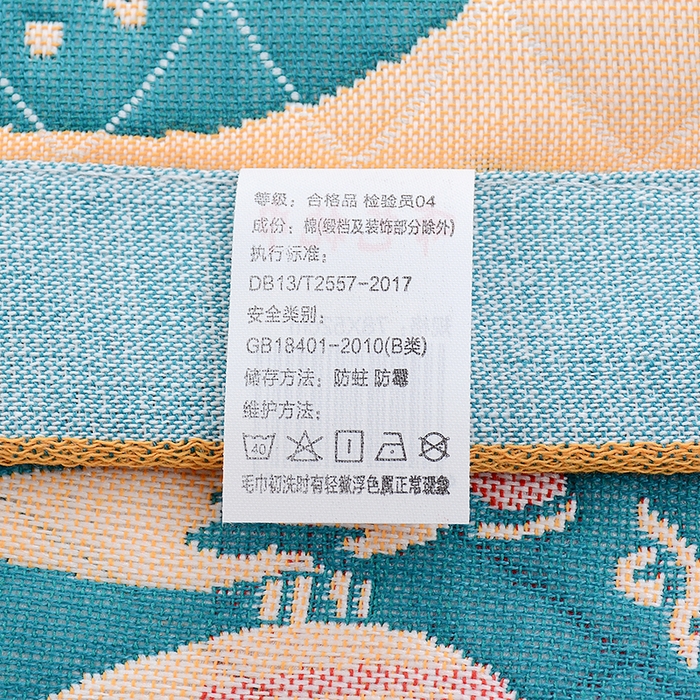 等级：合格品 检验员04
成份：棉(缎档及装饰部分除外)
执行标准：
DB13/T2557-2017
安全类别：
GB18401-2010(B类)
储存方法：防蛀 防霉
维护方法：
40
毛巾初洗时有轻微浮色属正常现象